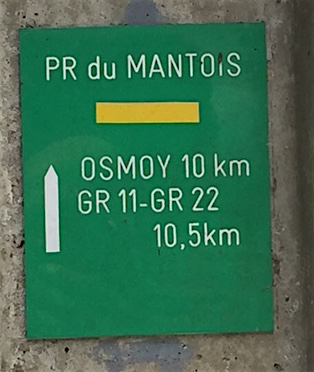 PR du MANTOIS
OSMOY 10 km
GR 11-GR 22
10,5km